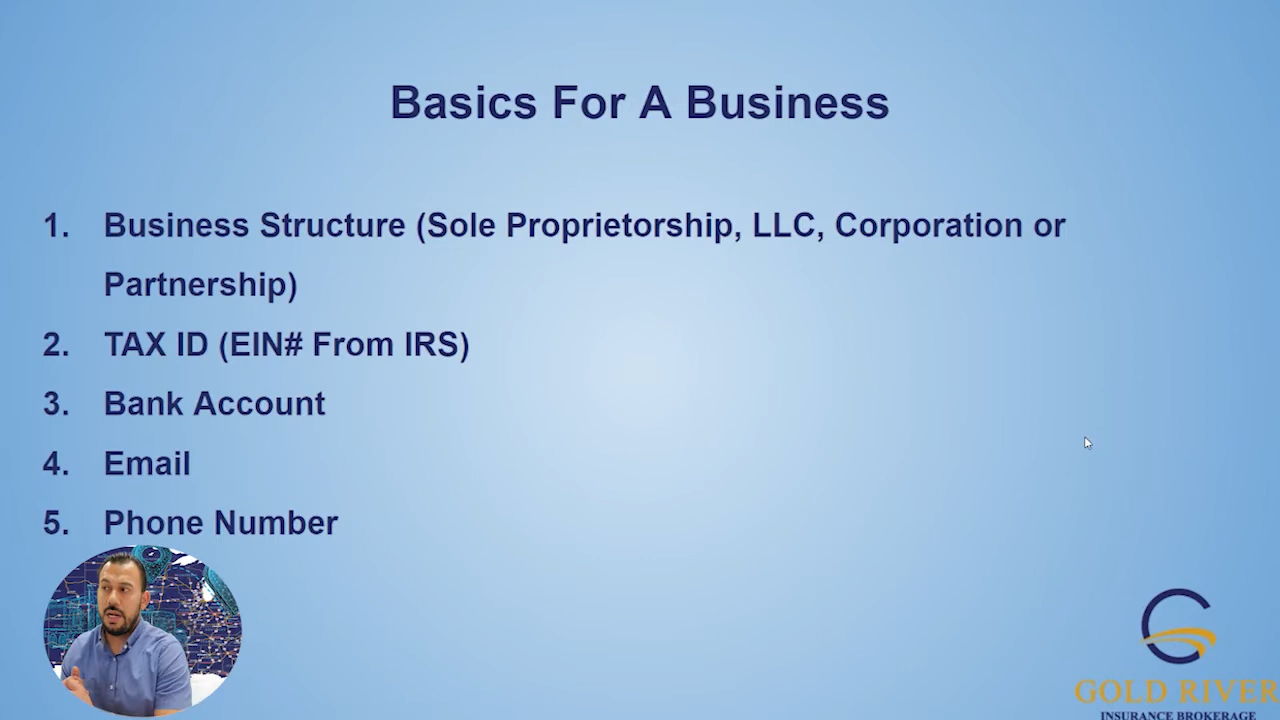 Basics For A Business
1. Business Structure (Sole Proprietorship, LLC, Corporation or
Partnership)
2. TAX ID (EIN# From IRS)
3. Bank Account
4. Email
5. Phone Number
GOLD RIVER
INSURANCE BROKERAGE